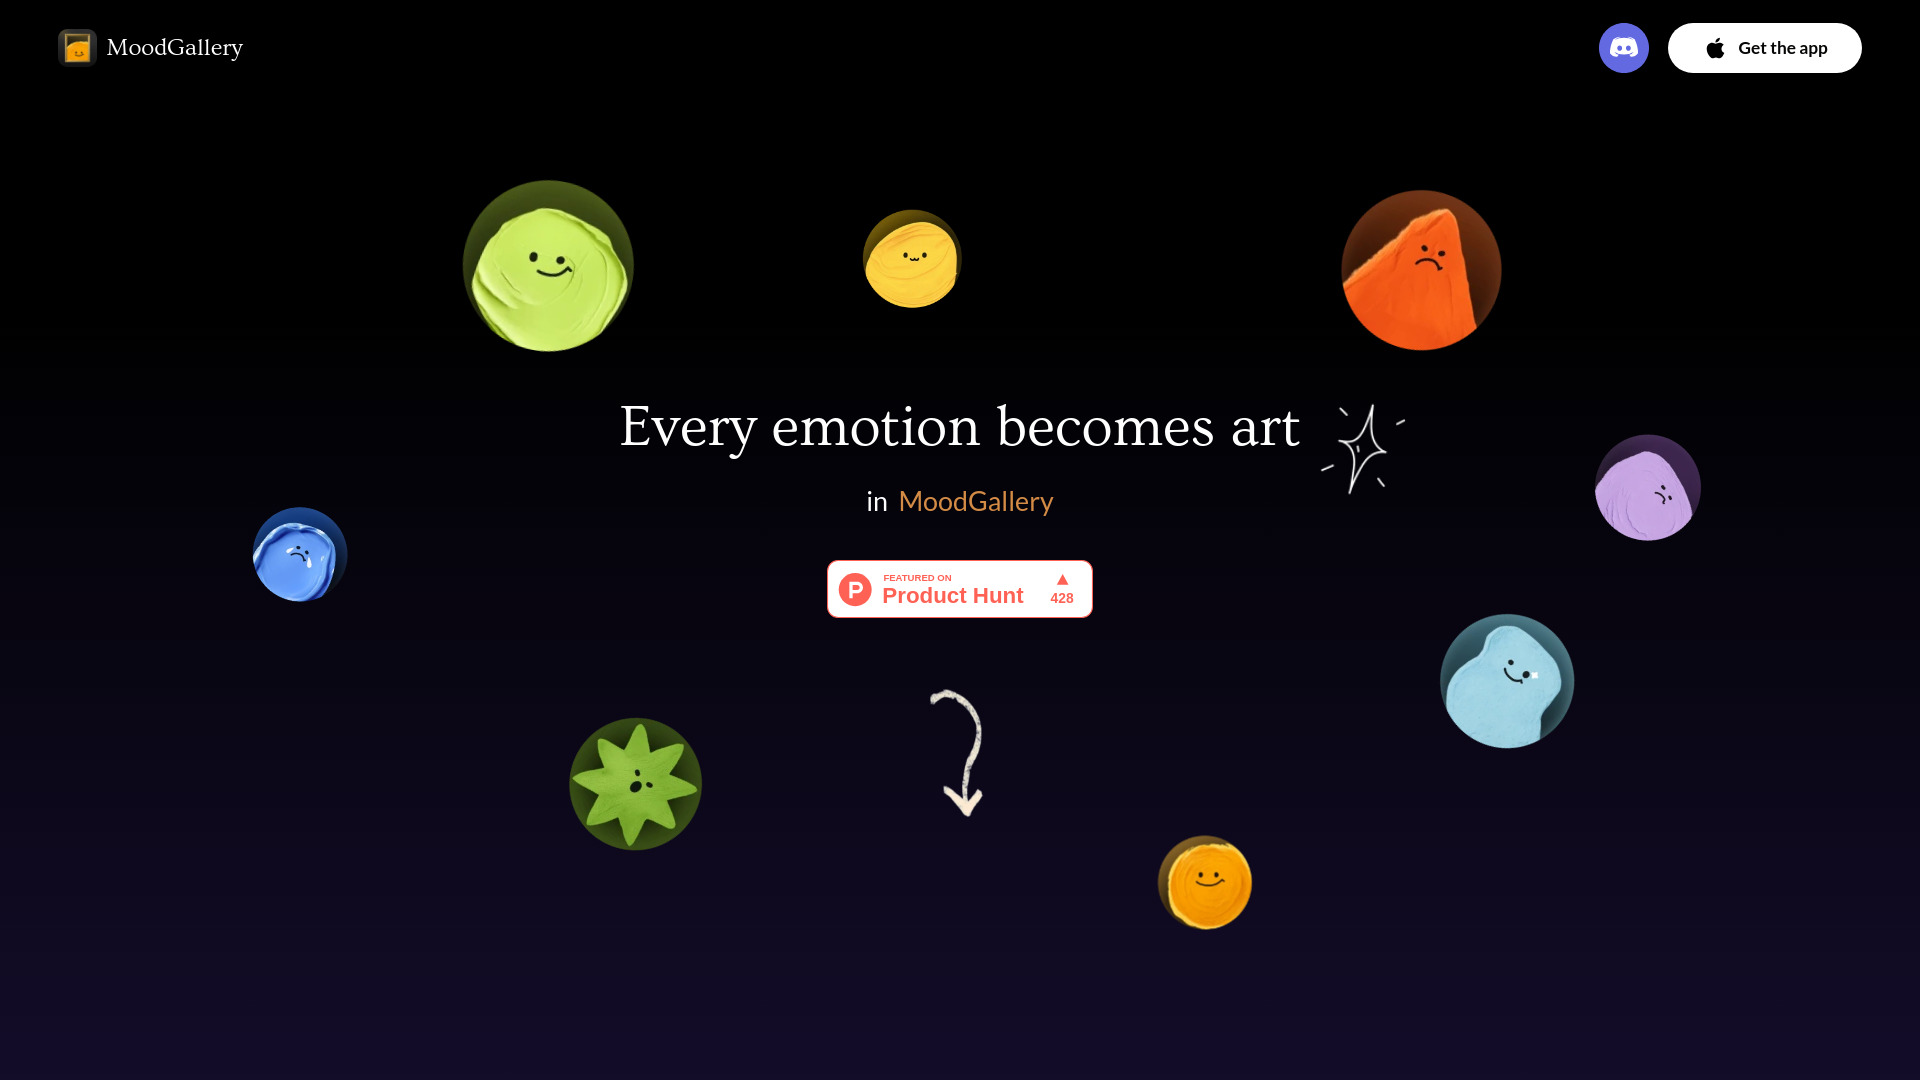 MoodGallery
Get the app
Every emotion becomes art
in MoodGallery
FEATURED ON
Product Hunt
428